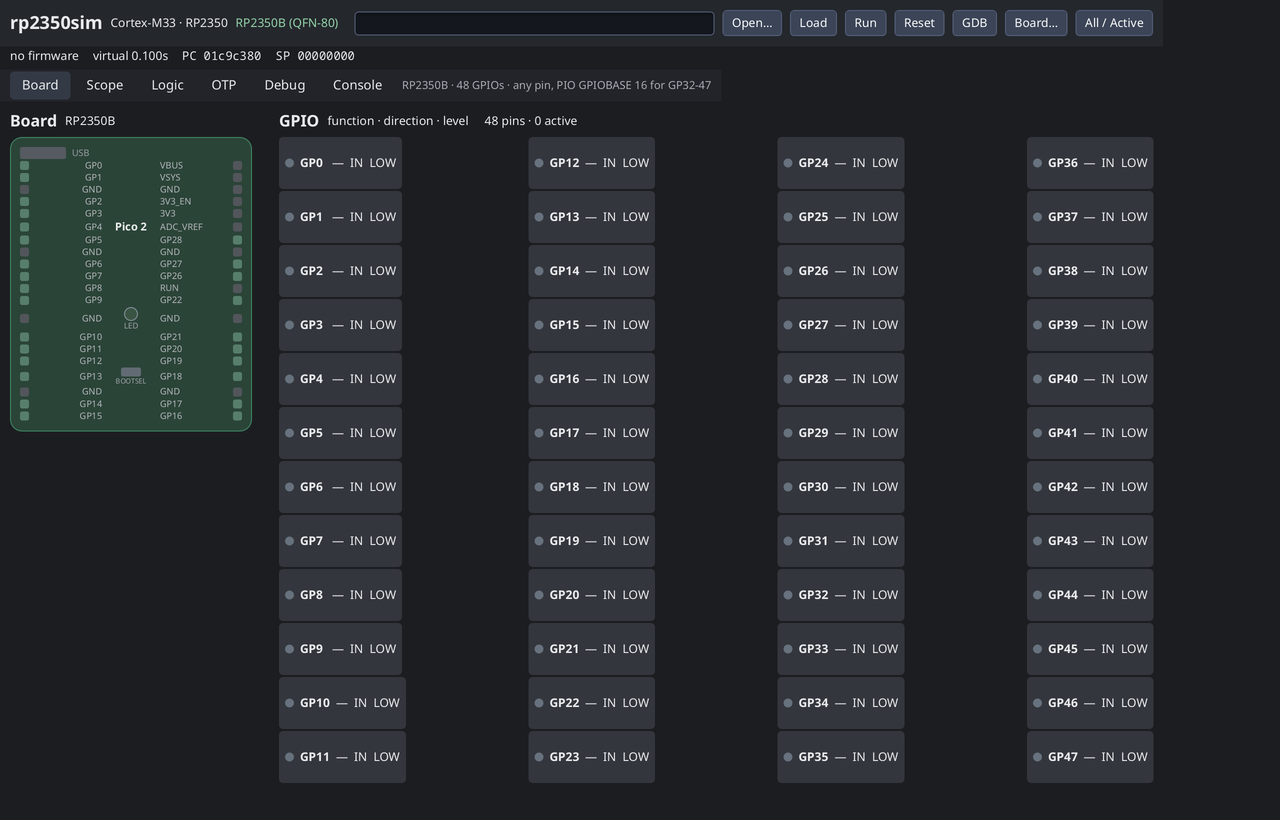 rp2350sim Cortex-M33 · RP2350 RP2350B (QFN-80) Open... Load Run Reset GDB Board... All / Active
no firmware virtual 0.100s PC 01c9c380 SP 00000000
Board Scope Logic OTP Debug Console RP2350B · 48 GPIOs · any pin, PIO GPIOBASE 16 for GP32-47
Board RP2350B
USB
GP0 VBUS
GP1 VSYS
GND GND
GP2 3V3_EN
GP3 3V3
GP4 Pico 2 ADC_VREF
GP5 GP28
GND GND
GP6 GP27
GP7 GP26
GP8 RUN
GP9 GP22
GND GND
LED
GP10 GP21
GP11 GP20
GP12 GP19
GP13 GP18
BOOTSEL
GND GND
GP14 GP17
GP15 GP16
GPIO function · direction · level 48 pins · 0 active
GP0 — IN LOW GP12 — IN LOW GP24 — IN LOW GP36 — IN LOW
GP1 — IN LOW GP13 — IN LOW GP25 — IN LOW GP37 — IN LOW
GP2 — IN LOW GP14 — IN LOW GP26 — IN LOW GP38 — IN LOW
GP3 — IN LOW GP15 — IN LOW GP27 — IN LOW GP39 — IN LOW
GP4 — IN LOW GP16 — IN LOW GP28 — IN LOW GP40 — IN LOW
GP5 — IN LOW GP17 — IN LOW GP29 — IN LOW GP41 — IN LOW
GP6 — IN LOW GP18 — IN LOW GP30 — IN LOW GP42 — IN LOW
GP7 — IN LOW GP19 — IN LOW GP31 — IN LOW GP43 — IN LOW
GP8 — IN LOW GP20 — IN LOW GP32 — IN LOW GP44 — IN LOW
GP9 — IN LOW GP21 — IN LOW GP33 — IN LOW GP45 — IN LOW
GP10 — IN LOW GP22 — IN LOW GP34 — IN LOW GP46 — IN LOW
GP11 — IN LOW GP23 — IN LOW GP35 — IN LOW GP47 — IN LOW